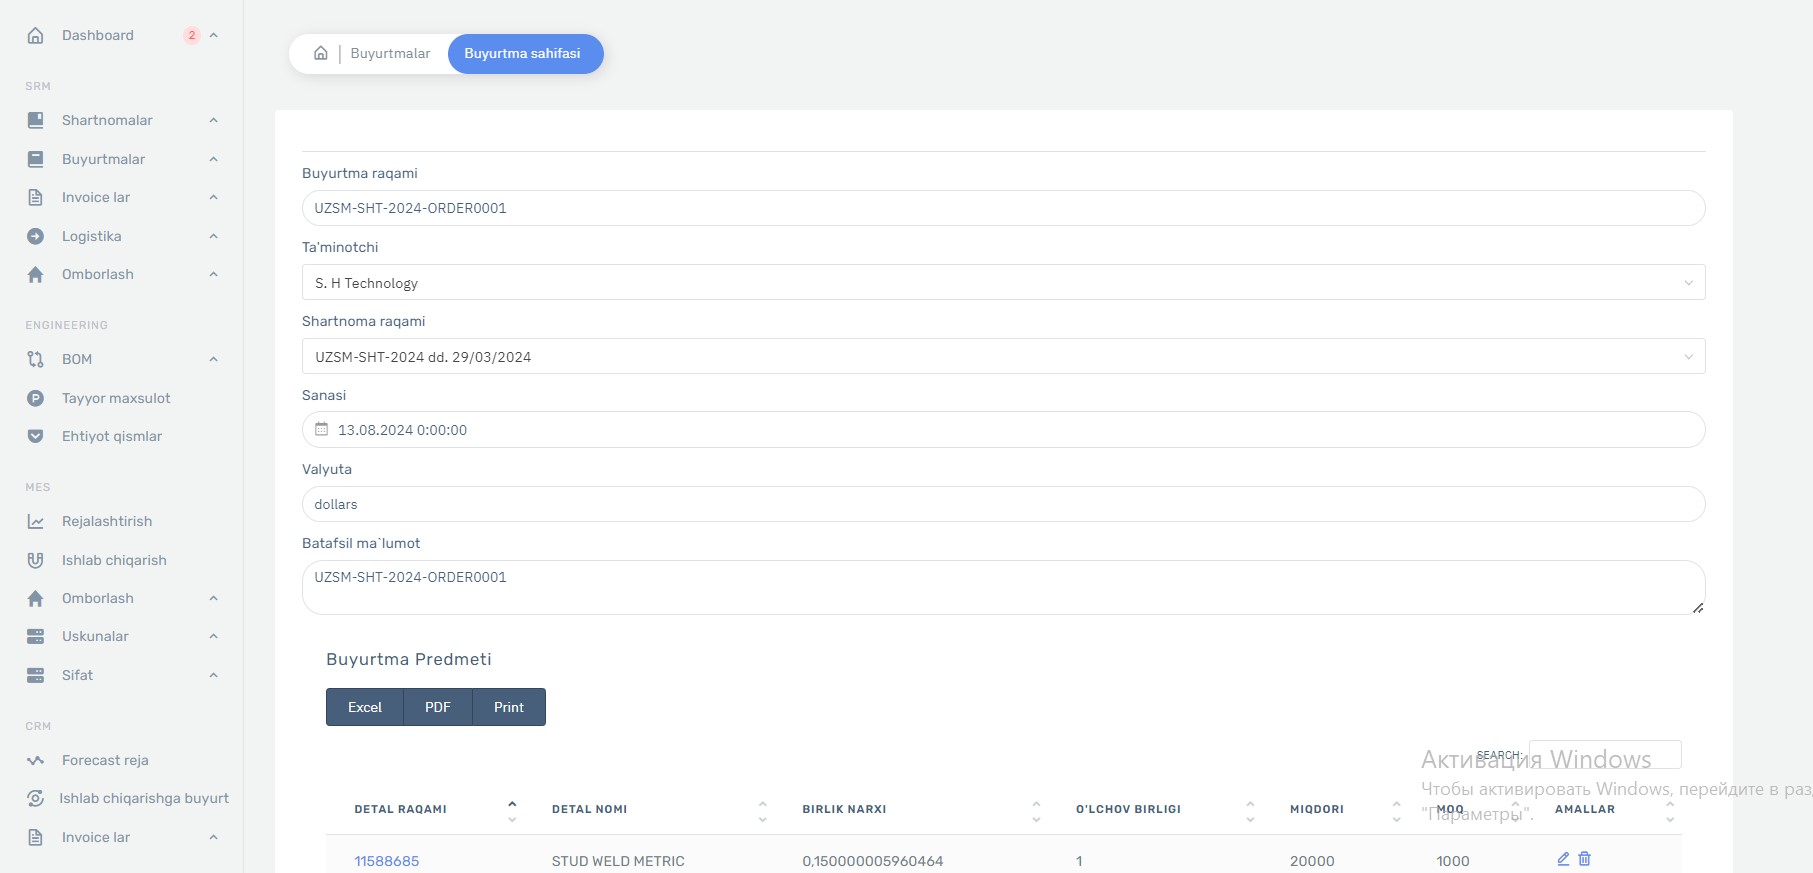 Dashboard 2
SRM
Shartnomalar
Buyurtmalar
Invoice lar
Logistika
Omborlash
ENGINEERING
BOM
Tayyor maxsulot
Ehtiyot qismlar
MES
Rejalashtirish
Ishlab chiqarish
Omborlash
Uskunalar
Sifat
CRM
Forecast reja
Ishlab chiqarishga buyurt
Invoice lar
Buyurtmalar Buyurtma sahifasi
Buyurtma raqami
UZSM-SHT-2024-ORDER0001
Ta'minotchi
S. H Technology
Shartnoma raqami
UZSM-SHT-2024 dd. 29/03/2024
Sanasi
13.08.2024 0:00:00
Valyuta
dollars
Batafsil ma`lumot
UZSM-SHT-2024-ORDER0001
Buyurtma Predmeti
Excel PDF Print
SEARCH:
DETAL RAQAMI DETAL NOMI BIRLIK NARXI O'LCHOV BIRLIGI MIQDORI MOQ AMALLAR
11588685 STUD WELD METRIC 0,150000005960464 1 20000 1000
Активация Windows
Чтобы активировать Windows, перейдите в раз
"Параметры".